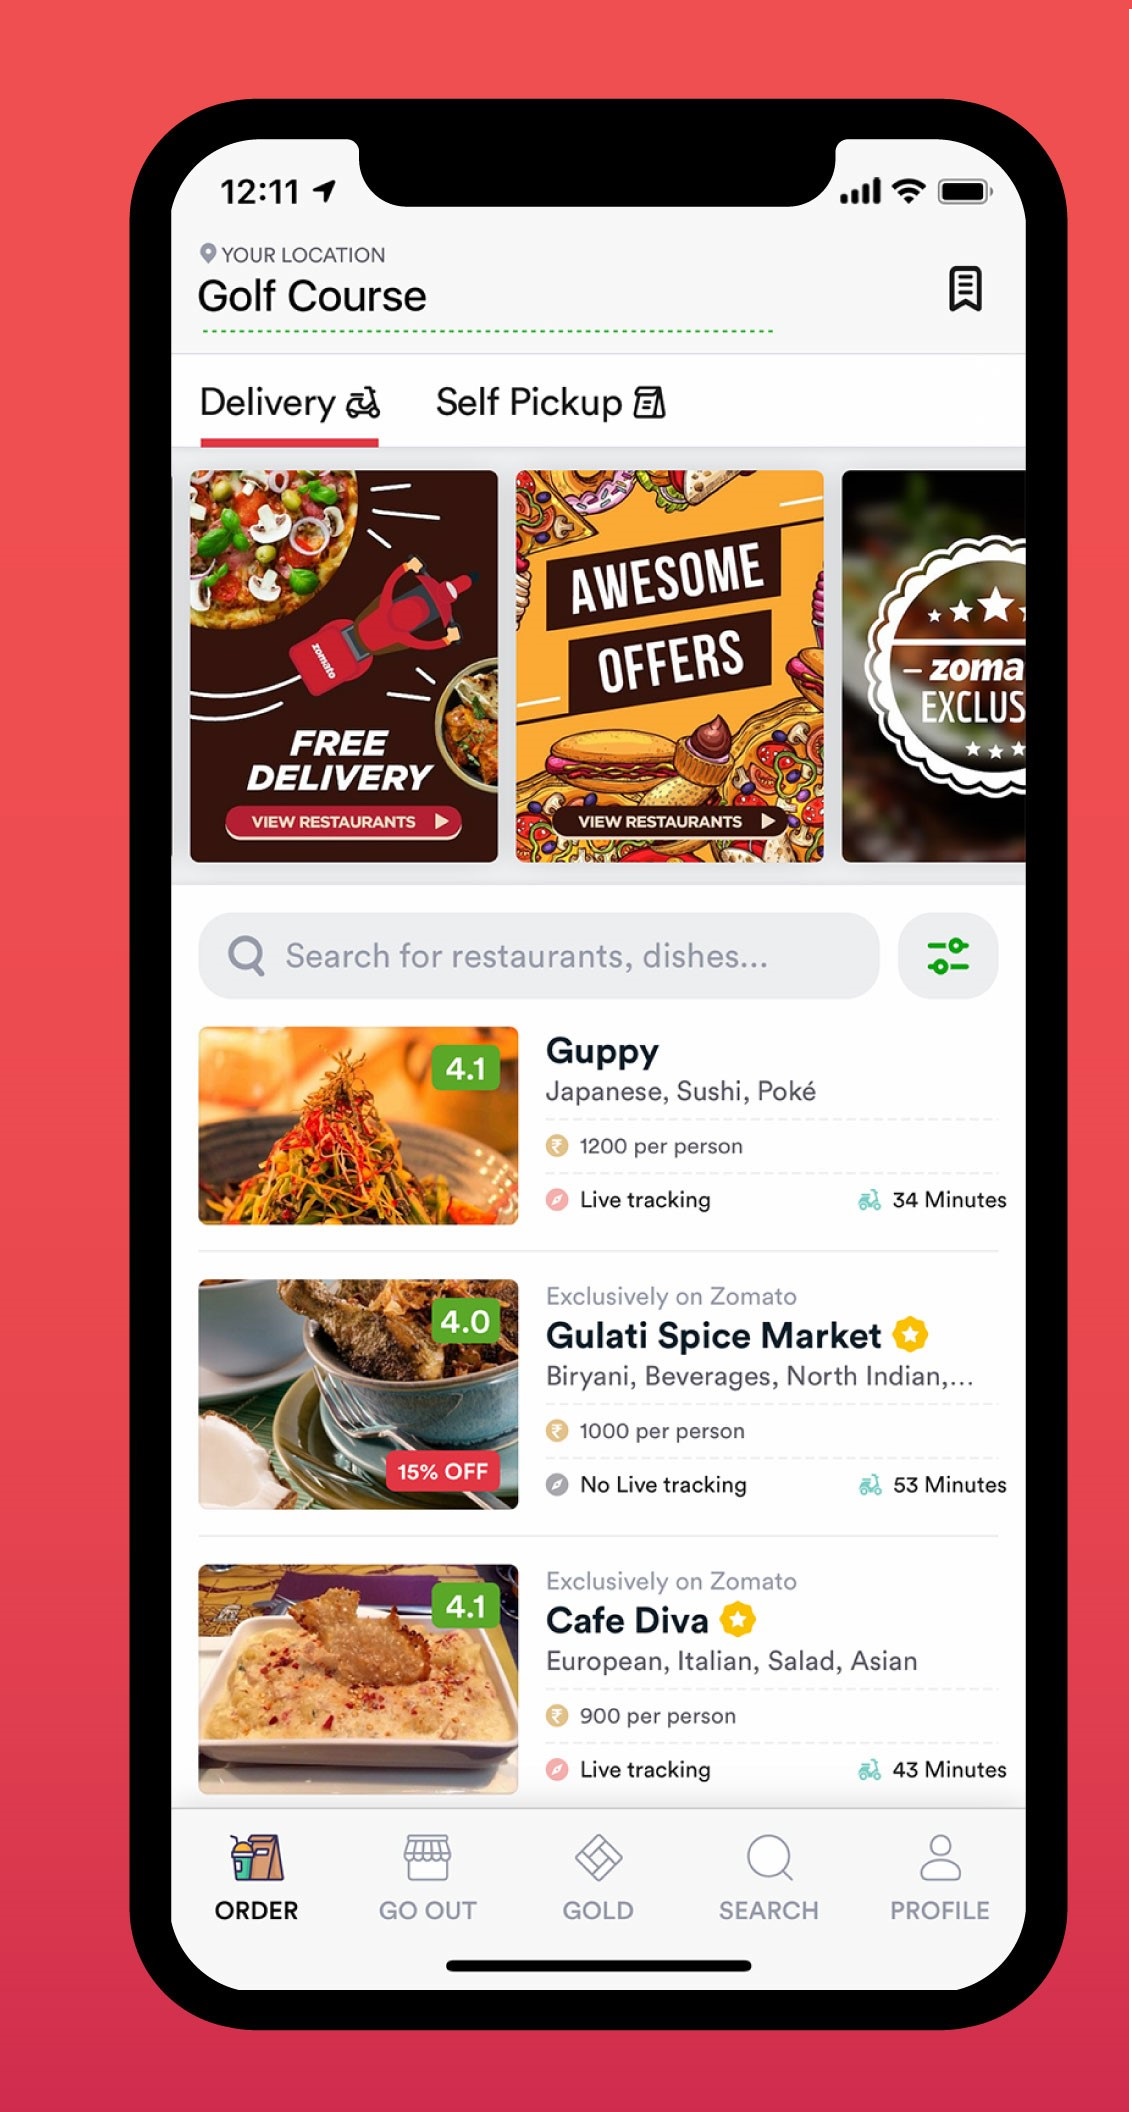 12:11
YOUR LOCATION
Golf Course
Delivery
Self Pickup
zomato
FREE
DELIVERY
VIEW RESTAURANTS
AWESOME
OFFERS
VIEW RESTAURANTS
zoma
EXCLUS
Search for restaurants, dishes...
4.1
Guppy
Japanese, Sushi, Poké
₹ 1200 per person
Live tracking
34 Minutes
4.0
15% OFF
Exclusively on Zomato
Gulati Spice Market
Biryani, Beverages, North Indian,...
₹ 1000 per person
No Live tracking
53 Minutes
4.1
Exclusively on Zomato
Cafe Diva
European, Italian, Salad, Asian
₹ 900 per person
Live tracking
43 Minutes
ORDER
GO OUT
GOLD
SEARCH
PROFILE